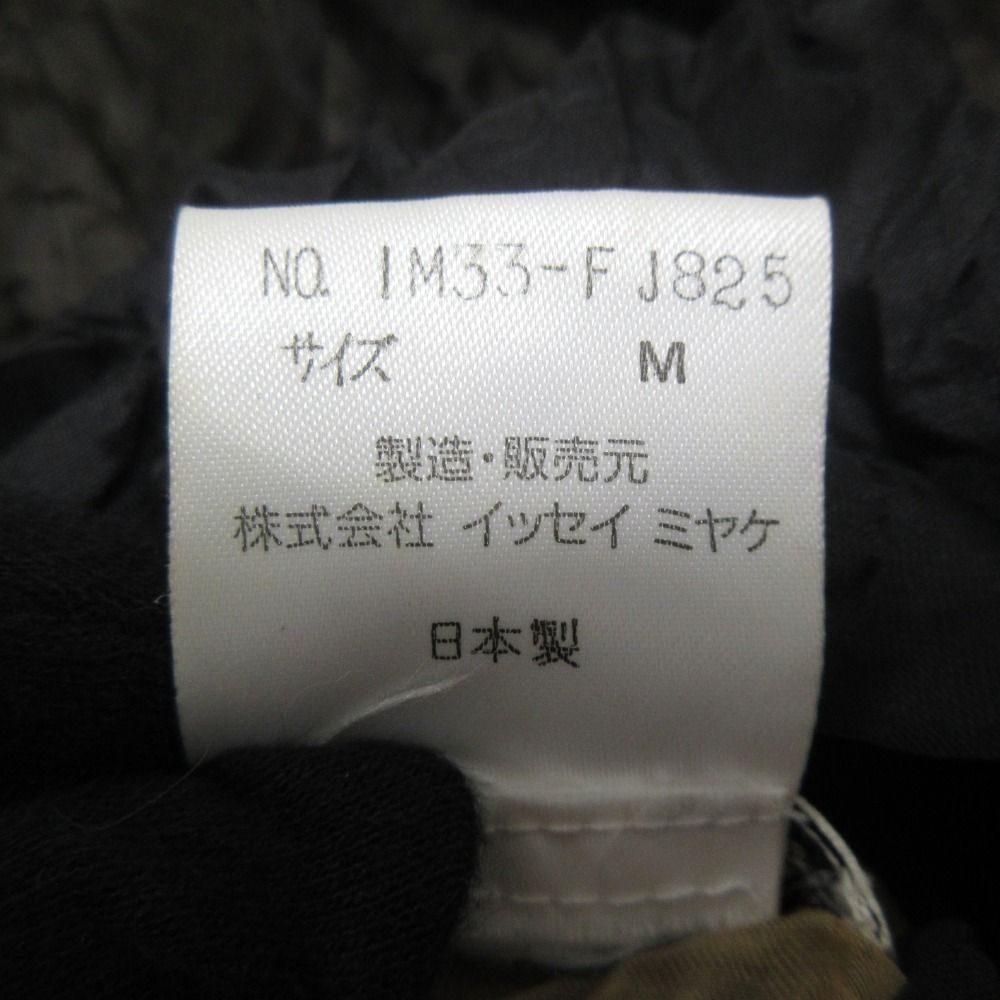 NO. IM33-FJ825
サイズ M
製造・販売元
株式会社 イッセイ ミヤケ
日本製